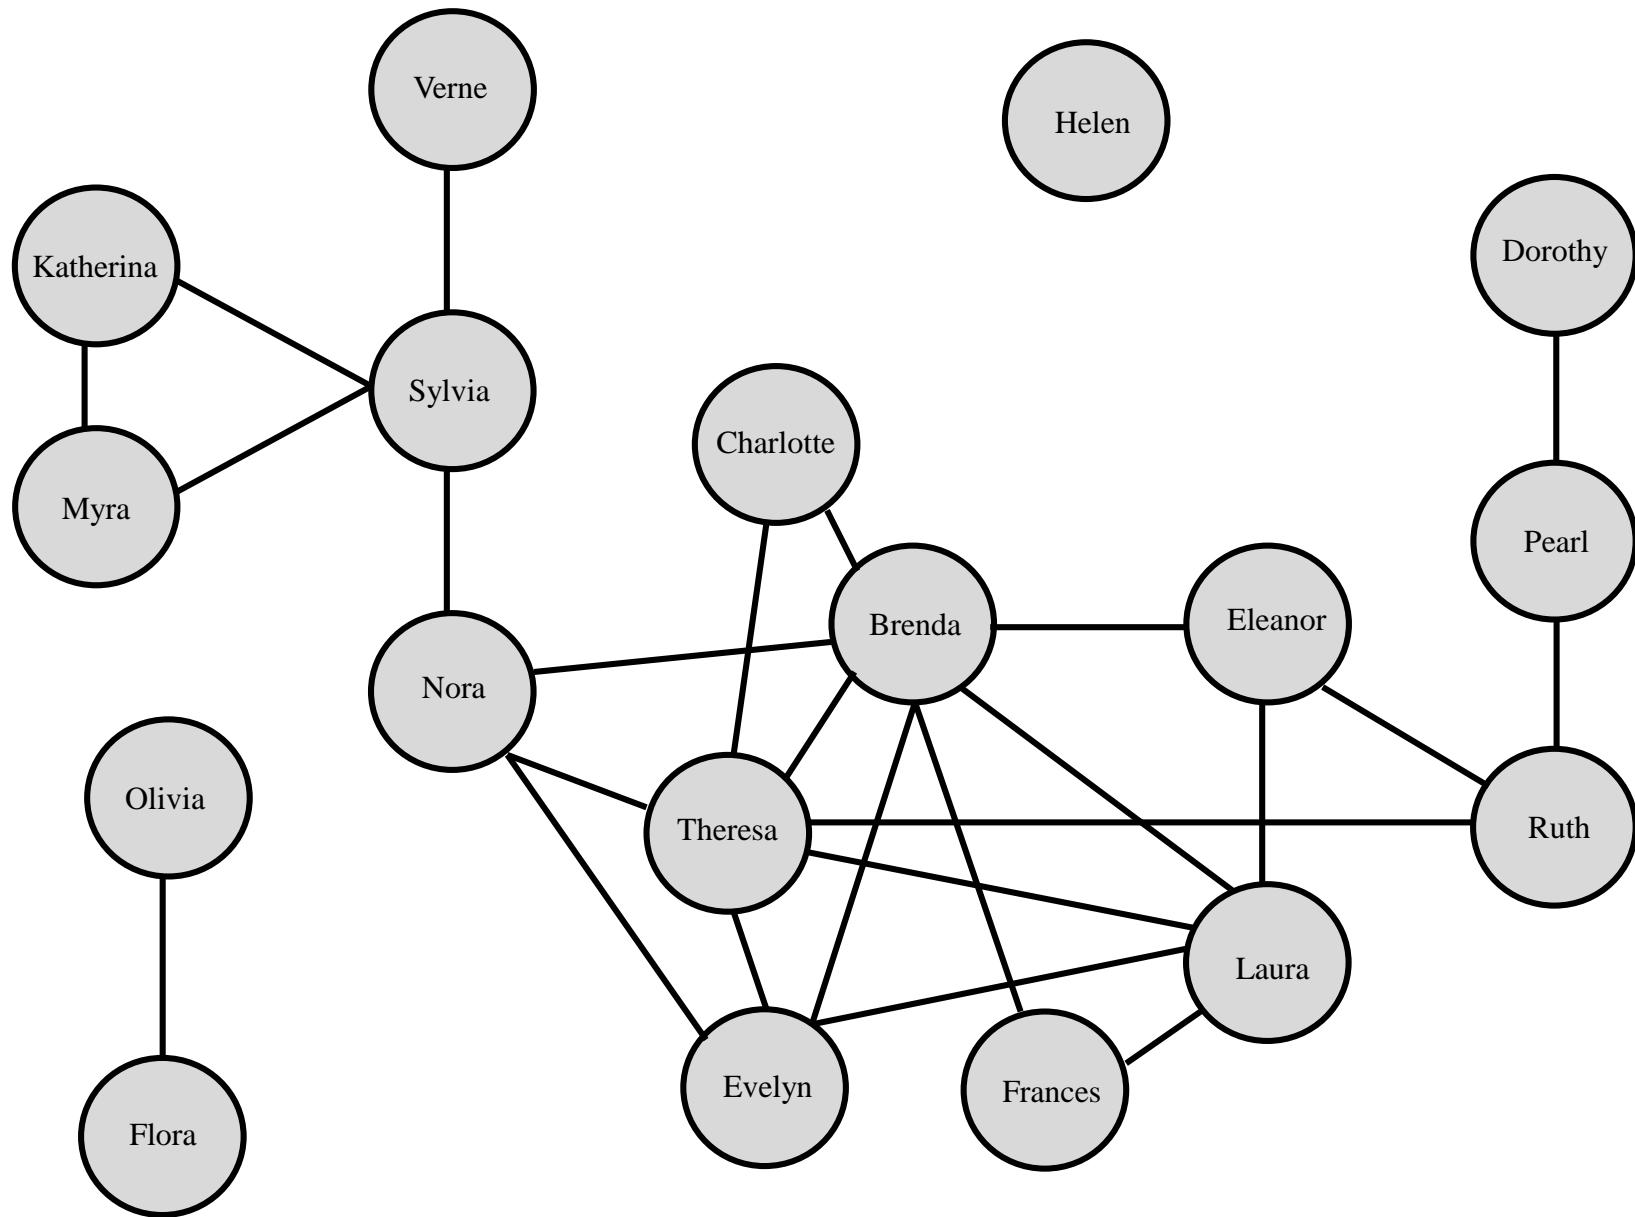 Verne
Helen
Katherina
Dorothy
Sylvia
Charlotte
Myra
Pearl
Brenda
Eleanor
Nora
Olivia
Theresa
Ruth
Laura
Evelyn
Frances
Flora